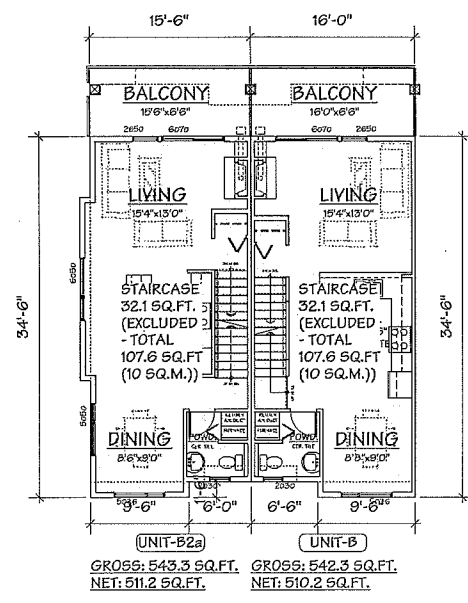 15'-6" 16'-0"
BALCONY BALCONY
15'6"x6'6" 16'0"x6'6"
2650 6070 6070 2650
LIVING LIVING
15'4"x13'0" 15'4"x13'0"
6050
34'-6" 34'-6"
STAIRCASE STAIRCASE
32.1 SQ.FT. 32.1 SQ.FT.
(EXCLUDED (EXCLUDED
- TOTAL - TOTAL
107.6 SQ.FT 107.6 SQ.FT
(10 SQ.M.)) (10 SQ.M.))
5050
DINING POWD. POWD. DINING
8'6"x9'0" 8'8"x9'0"
2030 2030
9'-6" 6'-0" 6'-6" 9'-6"
UNIT-B2a UNIT-B
GROSS: 543.3 SQ.FT. GROSS: 542.3 SQ.FT.
NET: 511.2 SQ.FT. NET: 510.2 SQ.FT.